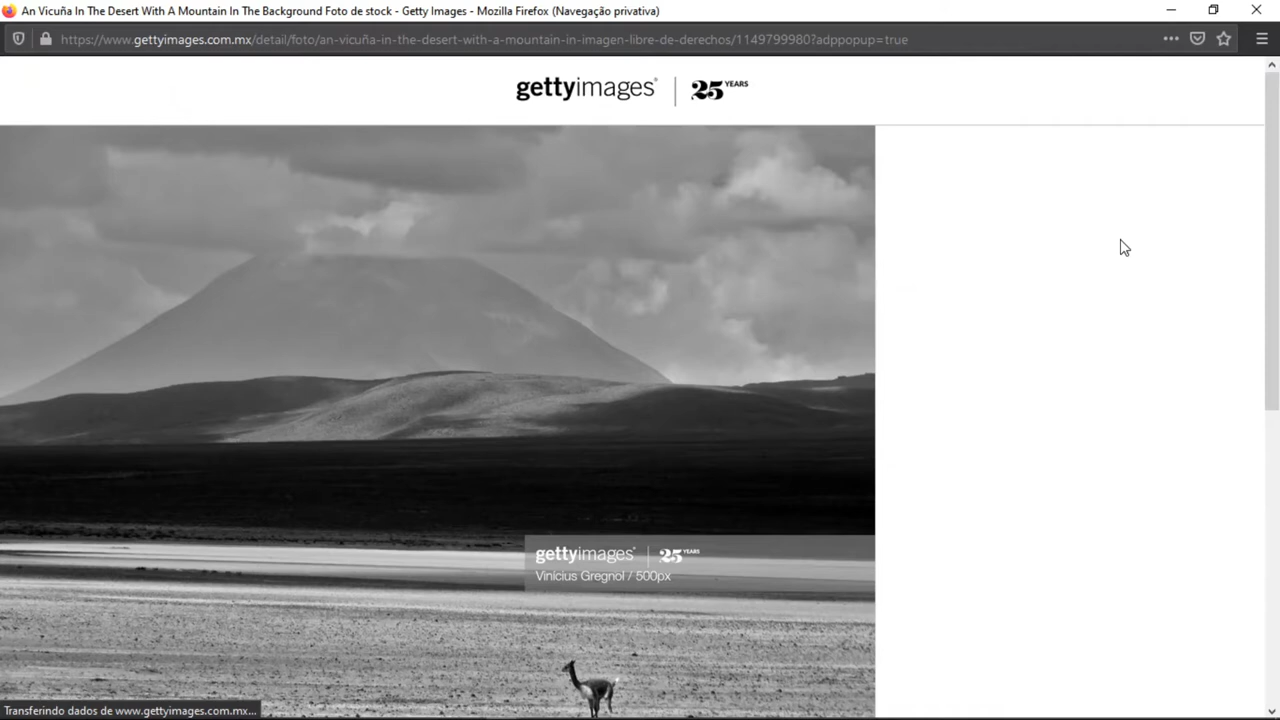 An Vicuña In The Desert With A Mountain In The Background Foto de stock - Getty Images - Mozilla Firefox (Navegação privativa)
https://www.gettyimages.com.mx/detail/foto/an-vicuña-in-the-desert-with-a-mountain-in-imagen-libre-de-derechos/1149799980?adppopup=true
gettyimages® | 25 YEARS
gettyimages® | 25 YEARS
Vinícius Gregnol / 500px
Transferindo dados de www.gettyimages.com.mx...